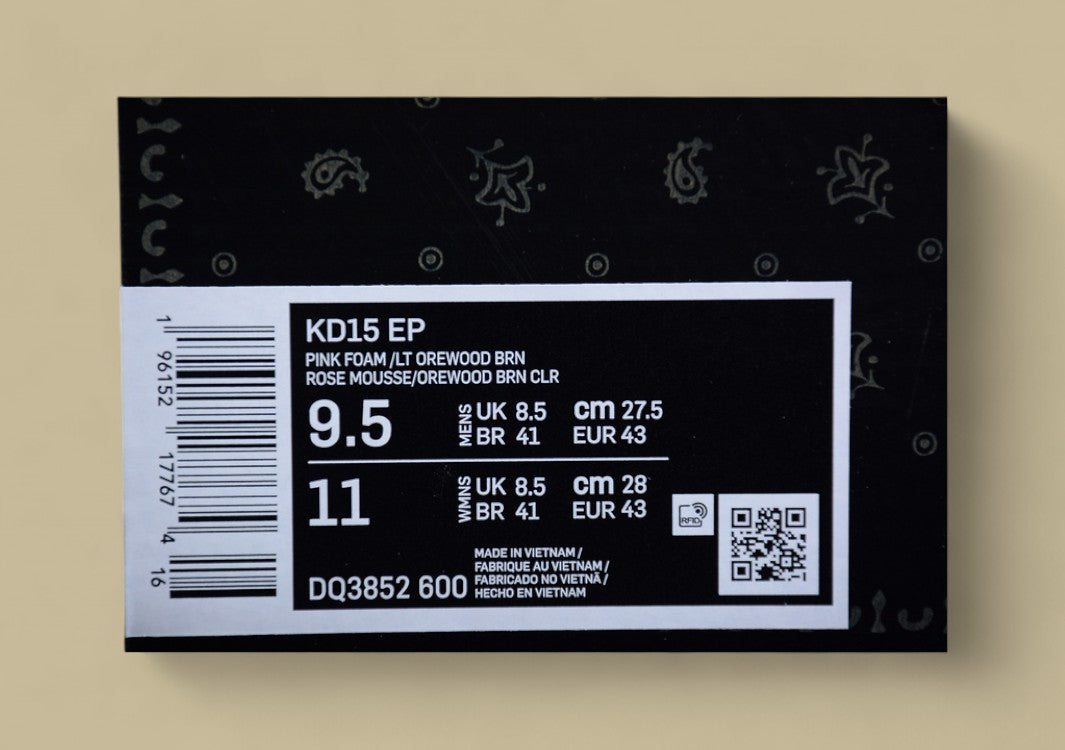 KD15 EP
PINK FOAM /LT OREWOOD BRN
ROSE MOUSSE/OREWOOD BRN CLR
9.5 MENS UK 8.5 cm 27.5
BR 41 EUR 43
11 WMNS UK 8.5 cm 28
BR 41 EUR 43
RFID
MADE IN VIETNAM /
FABRIQUE AU VIETNAM /
FABRICADO NO VIETNÃ /
HECHO EN VIETNAM
DQ3852 600
1 96152 17767 4 16